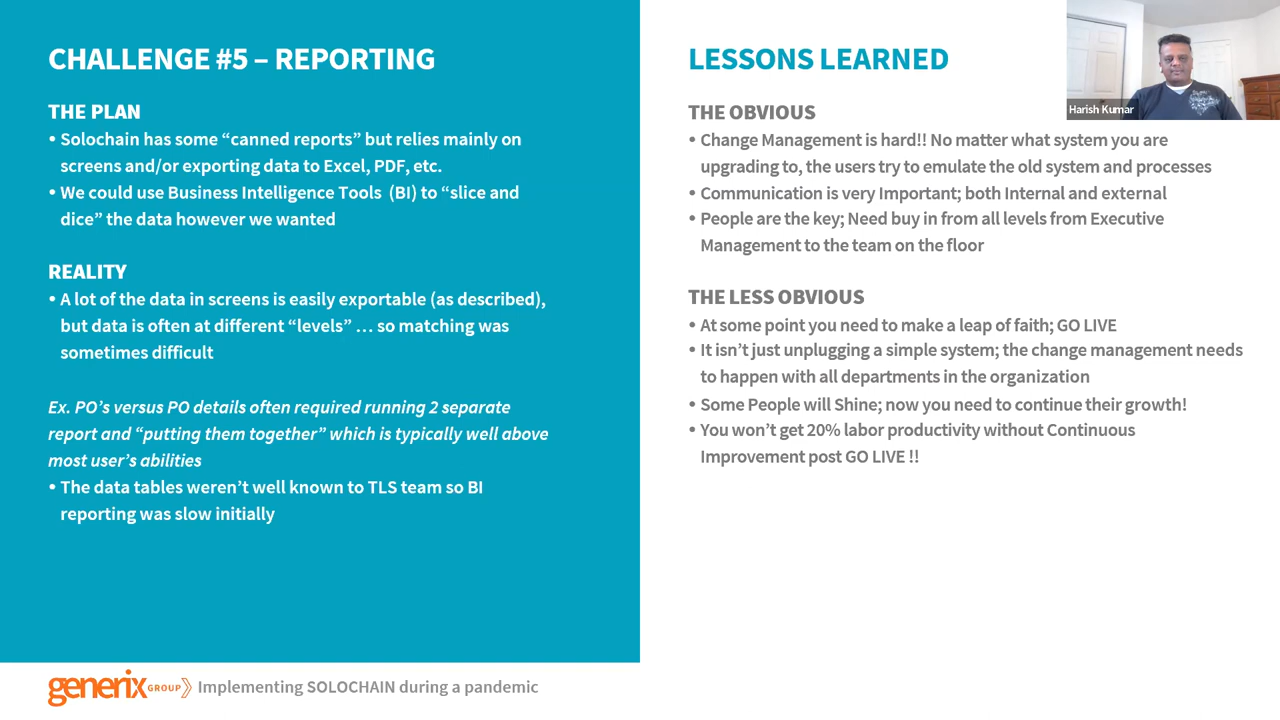 CHALLENGE #5 – REPORTING
THE PLAN
• Solochain has some “canned reports” but relies mainly on
screens and/or exporting data to Excel, PDF, etc.
• We could use Business Intelligence Tools (BI) to “slice and
dice” the data however we wanted
REALITY
• A lot of the data in screens is easily exportable (as described),
but data is often at different “levels” … so matching was
sometimes difficult
Ex. PO’s versus PO details often required running 2 separate
report and “putting them together” which is typically well above
most user’s abilities
• The data tables weren’t well known to TLS team so BI
reporting was slow initially
LESSONS LEARNED
THE OBVIOUS
• Change Management is hard!! No matter what system you are
upgrading to, the users try to emulate the old system and processes
• Communication is very Important; both Internal and external
• People are the key; Need buy in from all levels from Executive
Management to the team on the floor
THE LESS OBVIOUS
• At some point you need to make a leap of faith; GO LIVE
• It isn’t just unplugging a simple system; the change management needs
to happen with all departments in the organization
• Some People will Shine; now you need to continue their growth!
• You won’t get 20% labor productivity without Continuous
Improvement post GO LIVE !!
Harish Kumar
generix GROUP Implementing SOLOCHAIN during a pandemic